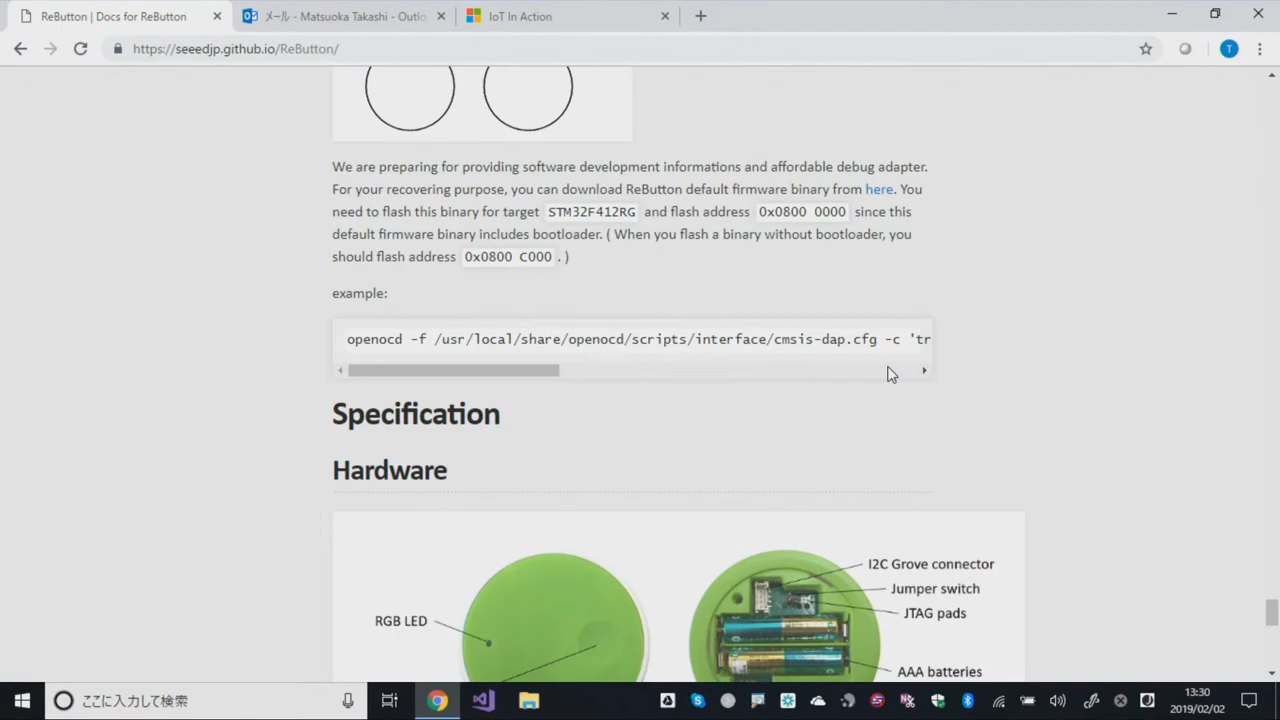 ReButton | Docs for ReButton
メール - Matsuoka Takashi - Outlo
IoT In Action
https://seeedjp.github.io/ReButton/
T
We are preparing for providing software development informations and affordable debug adapter.
For your recovering purpose, you can download ReButton default firmware binary from here. You
need to flash this binary for target STM32F412RG and flash address 0x0800 0000 since this
default firmware binary includes bootloader. ( When you flash a binary without bootloader, you
should flash address 0x0800 C000 . )
example:
openocd -f /usr/local/share/openocd/scripts/interface/cmsis-dap.cfg -c 'tr
Specification
Hardware
I2C Grove connector
Jumper switch
JTAG pads
RGB LED
AAA batteries
ここに入力して検索
13:30
2019/02/02